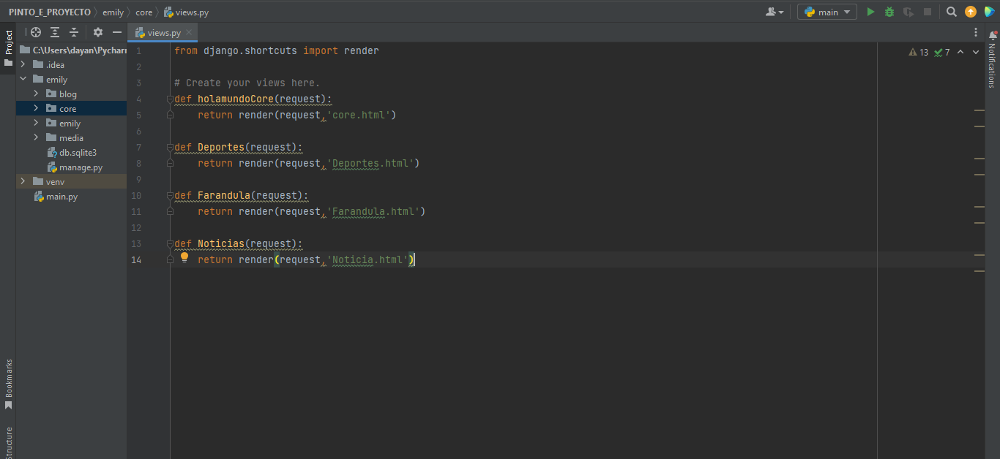 PINTO_E_PROYECTO emily core views.py
main
Project
views.py
C:\Users\dayan\Pycharm
.idea
emily
blog
core
emily
media
db.sqlite3
manage.py
venv
main.py
1 from django.shortcuts import render
2
3 # Create your views here.
4 def holamundoCore(request):
5 return render(request,'core.html')
6
7 def Deportes(request):
8 return render(request,'Deportes.html')
9
10 def Farandula(request):
11 return render(request,'Farandula.html')
12
13 def Noticias(request):
14 return render(request,'Noticia.html')
13 7
Notifications
Bookmarks
Structure